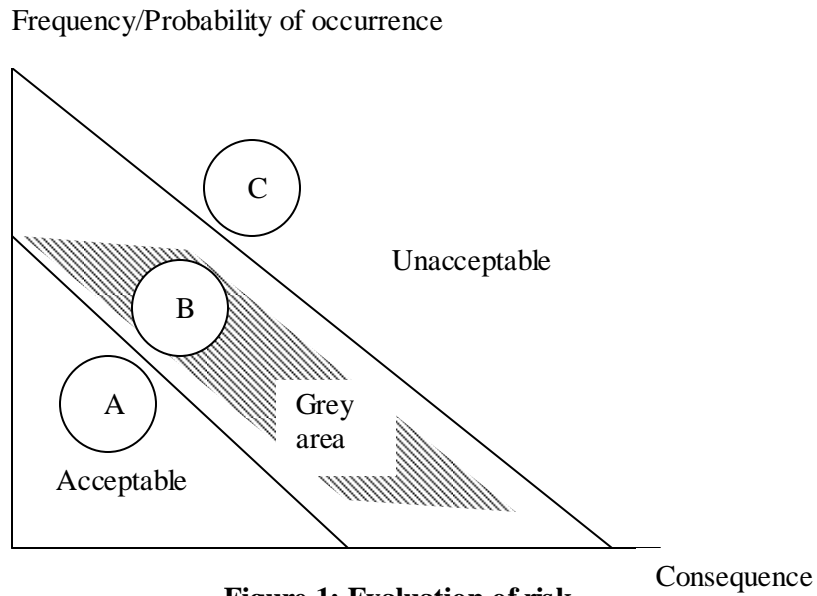 Frequency/Probability of occurrence
C
Unacceptable
B
A
Grey
area
Acceptable
Consequence
Figure 1: Evaluation of risk